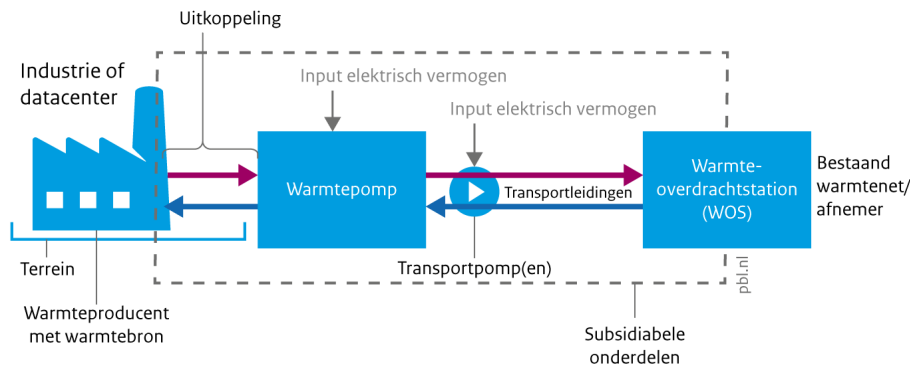 Uitkoppeling
Industrie of
datacenter
Input elektrisch vermogen
Input elektrisch vermogen
Warmtepomp
Transportleidingen
Warmte-
overdrachtstation
(WOS)
Bestaand
warmtenet/
afnemer
Terrein
Transportpomp(en)
pbl.nl
Warmteproducent
met warmtebron
Subsidiabele
onderdelen